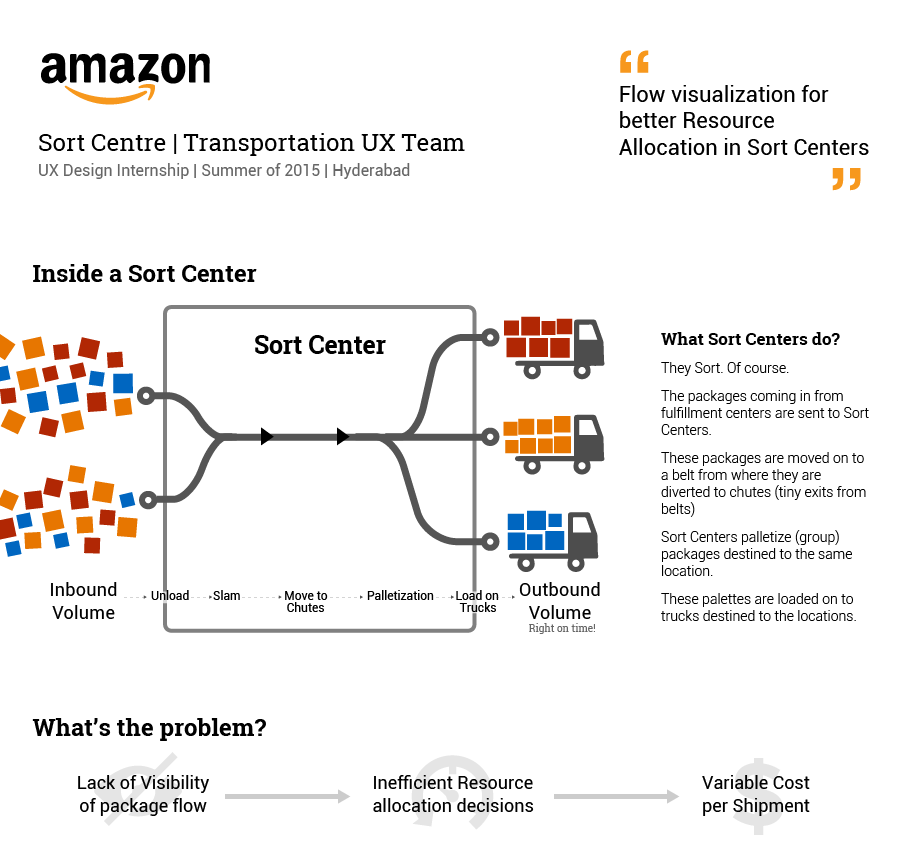 amazon
Sort Centre | Transportation UX Team
UX Design Internship | Summer of 2015 | Hyderabad
“
Flow visualization for
better Resource
Allocation in Sort Centers
”
Inside a Sort Center
Sort Center
Inbound
Volume
Unload
Slam
Move to
Chutes
Palletization
Load on
Trucks
Outbound
Volume
Right on time!
What Sort Centers do?
They Sort. Of course.
The packages coming in from
fulfillment centers are sent to Sort
Centers.
These packages are moved on to
a belt from where they are
diverted to chutes (tiny exits from
belts)
Sort Centers palletize (group)
packages destined to the same
location.
These palettes are loaded on to
trucks destined to the locations.
What’s the problem?
Lack of Visibility
of package flow
Inefficient Resource
allocation decisions
$
Variable Cost
per Shipment